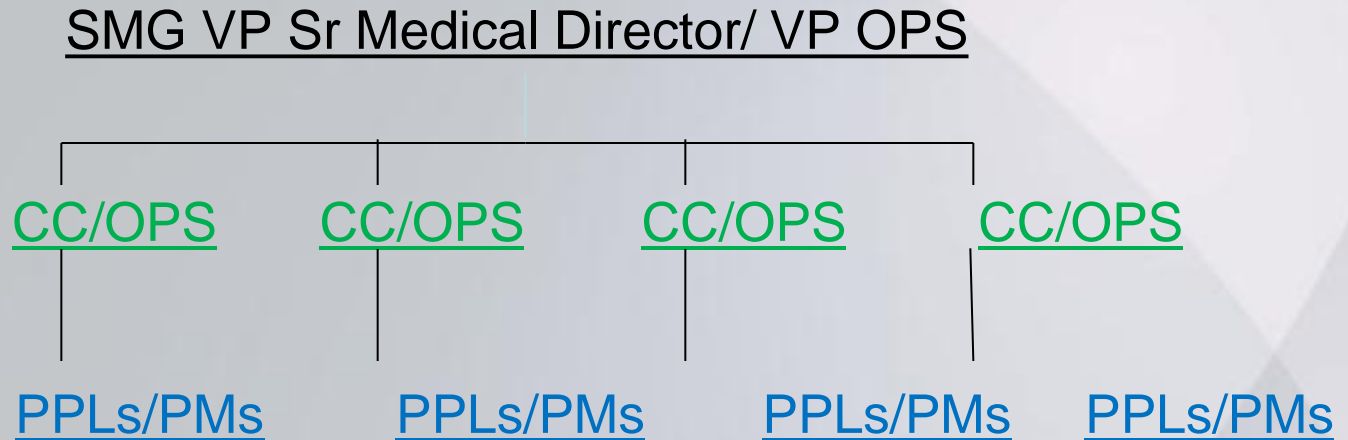 SMG VP Sr Medical Director/ VP OPS
CC/OPS CC/OPS CC/OPS CC/OPS
PPLs/PMs PPLs/PMs PPLs/PMs PPLs/PMs